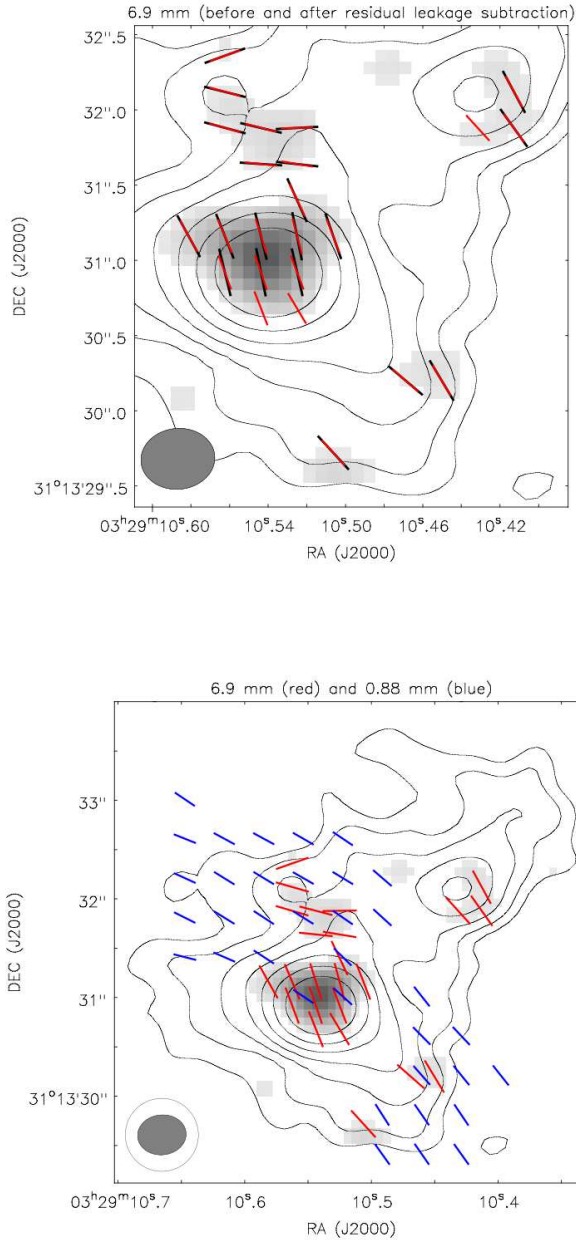 6.9 mm (before and after residual leakage subtraction)
32".5
32".0
31".5
31".0
30".5
30".0
31°13'29".5
DEC (J2000)
03ʰ29ᵐ10ˢ.60 10ˢ.54 10ˢ.50 10ˢ.46 10ˢ.42
RA (J2000)
6.9 mm (red) and 0.88 mm (blue)
33"
32"
31"
31°13'30"
DEC (J2000)
03ʰ29ᵐ10ˢ.7 10ˢ.6 10ˢ.5 10ˢ.4
RA (J2000)